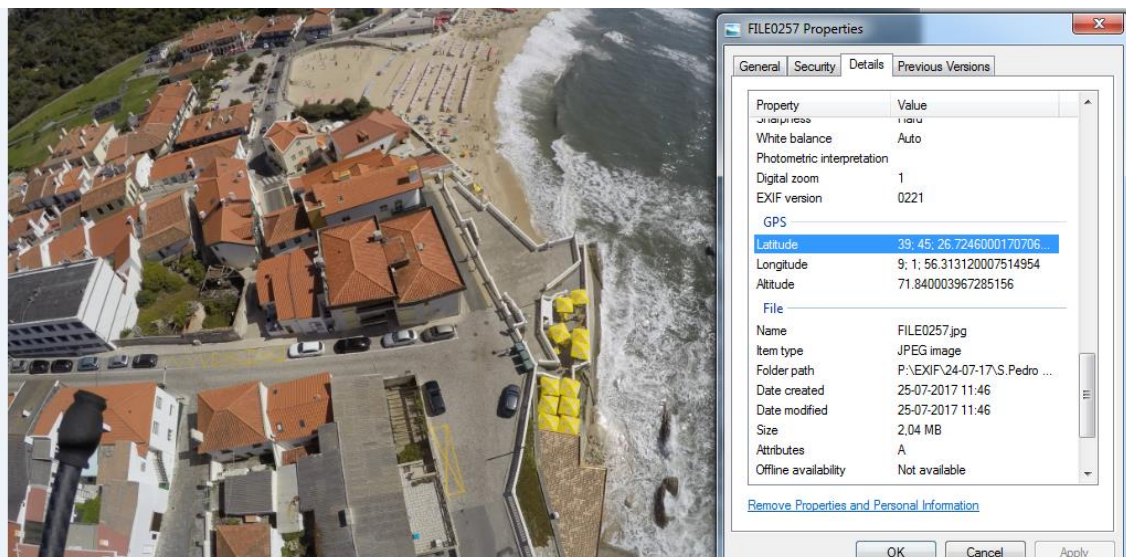 FILE0257 Properties
General Security Details Previous Versions
Property Value
Sharpness Hard
White balance Auto
Photometric interpretation
Digital zoom 1
EXIF version 0221
GPS
Latitude 39; 45; 26.7246000170706...
Longitude 9; 1; 56.313120007514954
Altitude 71.840003967285156
File
Name FILE0257.jpg
Item type JPEG image
Folder path P:\EXIF\24-07-17\S.Pedro ...
Date created 25-07-2017 11:46
Date modified 25-07-2017 11:46
Size 2,04 MB
Attributes A
Offline availability Not available
Remove Properties and Personal Information
OK Cancel Apply